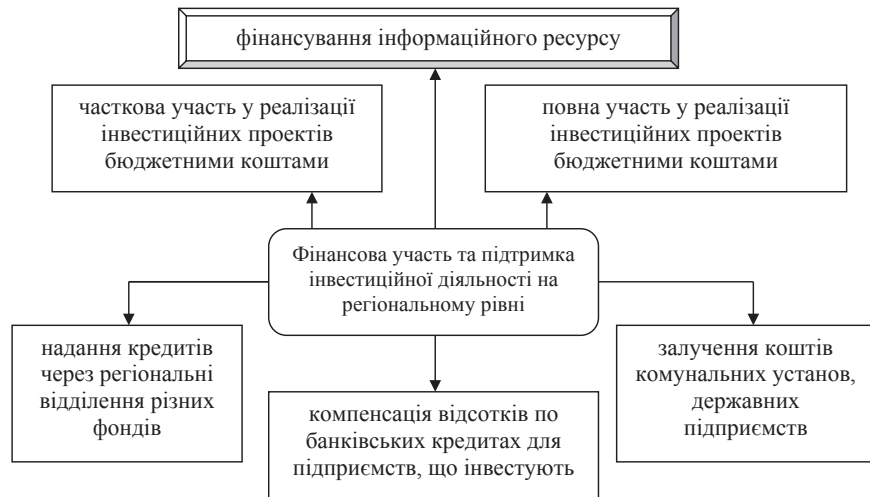 фінансування інформаційного ресурсу
часткова участь у реалізації
інвестиційних проектів
бюджетними коштами
повна участь у реалізації
інвестиційних проектів
бюджетними коштами
Фінансова участь та підтримка
інвестиційної діяльності на
регіональному рівні
надання кредитів
через регіональні
відділення різних
фондів
компенсація відсотків по
банківських кредитах для
підприємств, що інвестують
залучення коштів
комунальних установ,
державних
підприємств